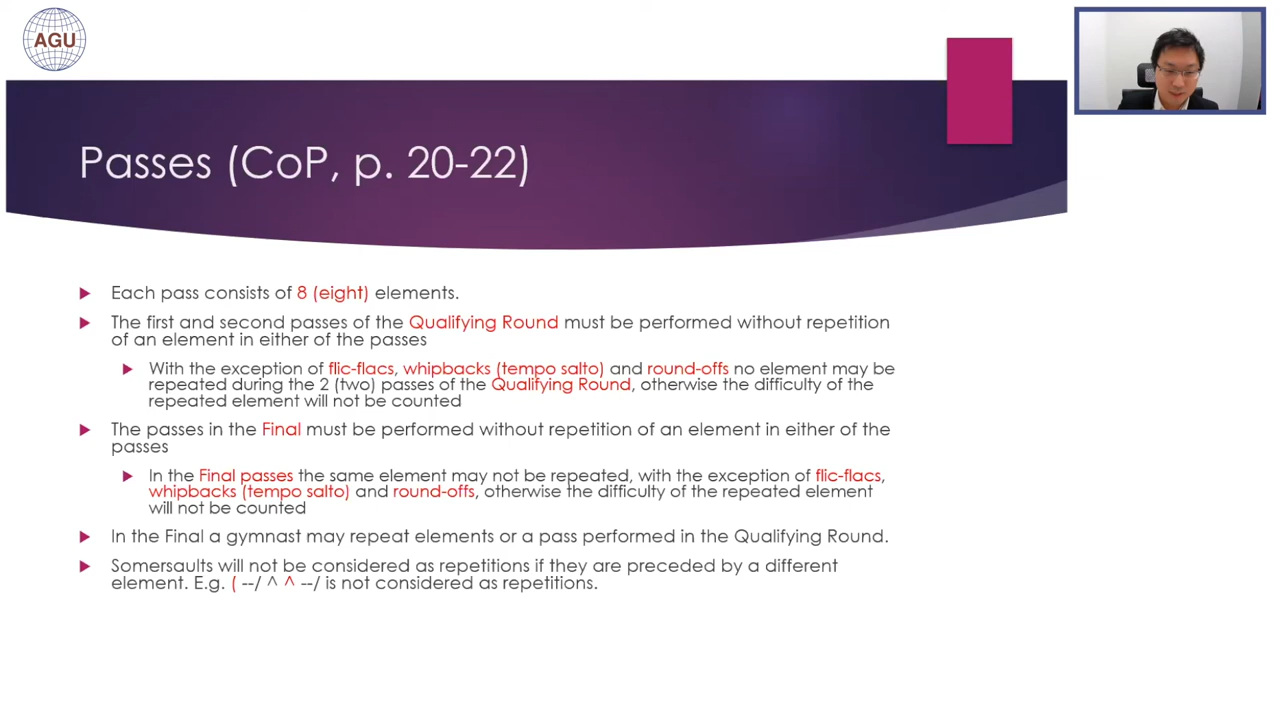 AGU
Passes (CoP, p. 20-22)
Each pass consists of 8 (eight) elements.
The first and second passes of the Qualifying Round must be performed without repetition
of an element in either of the passes
With the exception of flic-flacs, whipbacks (tempo salto) and round-offs no element may be
repeated during the 2 (two) passes of the Qualifying Round, otherwise the difficulty of the
repeated element will not be counted
The passes in the Final must be performed without repetition of an element in either of the
passes
In the Final passes the same element may not be repeated, with the exception of flic-flacs,
whipbacks (tempo salto) and round-offs, otherwise the difficulty of the repeated element
will not be counted
In the Final a gymnast may repeat elements or a pass performed in the Qualifying Round.
Somersaults will not be considered as repetitions if they are preceded by a different
element. E.g. ( --/ ^ ^ --/ is not considered as repetitions.